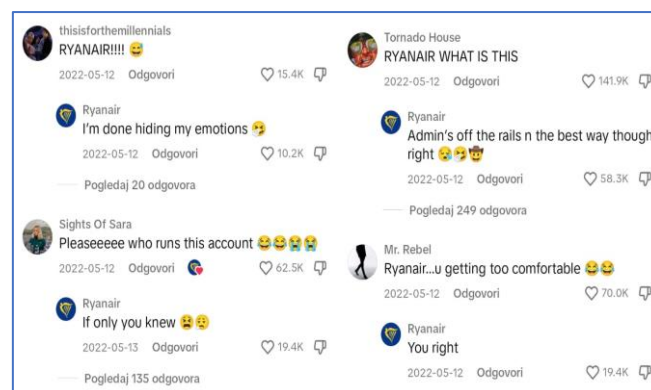 thisisforthemillennials
RYANAIR!!!! 😅
2022-05-12 Odgovori 15.4K
Ryanair
I'm done hiding my emotions 🤧
2022-05-12 Odgovori 10.2K
Pogledaj 20 odgovora
Sights Of Sara
Pleaseeeee who runs this account 😂😂😭😭
2022-05-12 Odgovori 62.5K
Ryanair
If only you knew 😫😮‍💨
2022-05-13 Odgovori 19.4K
Pogledaj 135 odgovora
Tornado House
RYANAIR WHAT IS THIS
2022-05-12 Odgovori 141.9K
Ryanair
Admin's off the rails n the best way though
right 😪🤧🤠
2022-05-12 Odgovori 58.3K
Pogledaj 249 odgovora
Mr. Rebel
Ryanair...u getting too comfortable 😂😂
2022-05-12 Odgovori 70.0K
Ryanair
You right
2022-05-12 Odgovori 19.4K